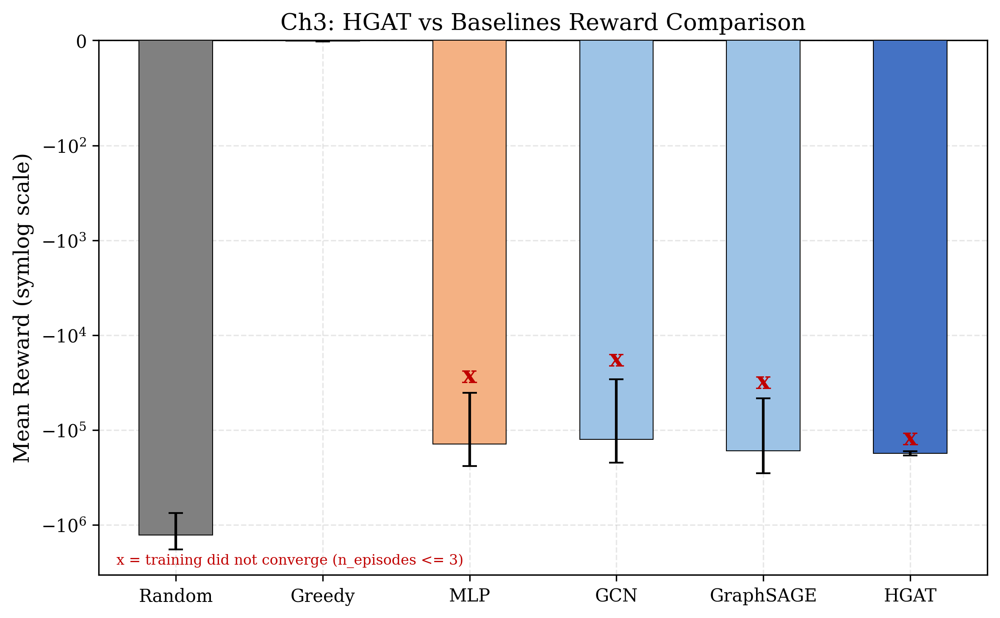 Ch3: HGAT vs Baselines Reward Comparison
Mean Reward (symlog scale)
0
−10²
−10³
−10⁴
−10⁵
−10⁶
x
x
x
x
x = training did not converge (n_episodes <= 3)
Random
Greedy
MLP
GCN
GraphSAGE
HGAT